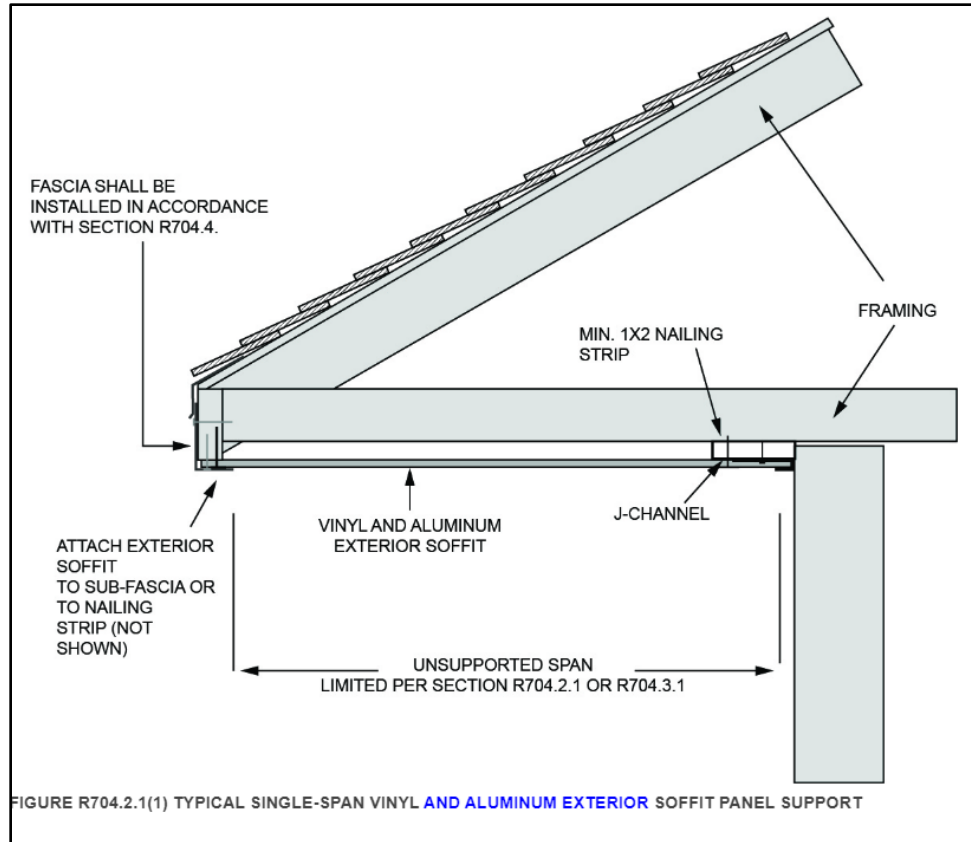 FASCIA SHALL BE
INSTALLED IN ACCORDANCE
WITH SECTION R704.4.
FRAMING
MIN. 1X2 NAILING
STRIP
J-CHANNEL
VINYL AND ALUMINUM
EXTERIOR SOFFIT
ATTACH EXTERIOR
SOFFIT
TO SUB-FASCIA OR
TO NAILING
STRIP (NOT
SHOWN)
UNSUPPORTED SPAN
LIMITED PER SECTION R704.2.1 OR R704.3.1
FIGURE R704.2.1(1) TYPICAL SINGLE-SPAN VINYL AND ALUMINUM EXTERIOR SOFFIT PANEL SUPPORT